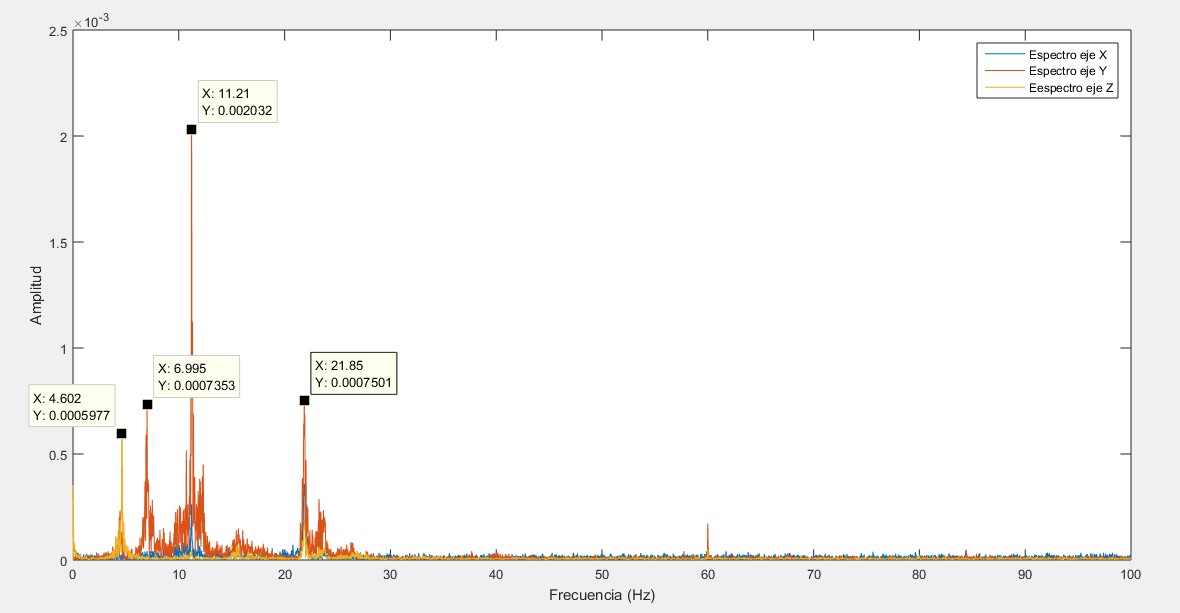 ×10⁻³
2.5
2
1.5
1
0.5
0
Amplitud
0 10 20 30 40 50 60 70 80 90 100
Frecuencia (Hz)
Espectro eje X
Espectro eje Y
Eespectro eje Z
X: 11.21
Y: 0.002032
X: 6.995
Y: 0.0007353
X: 21.85
Y: 0.0007501
X: 4.602
Y: 0.0005977